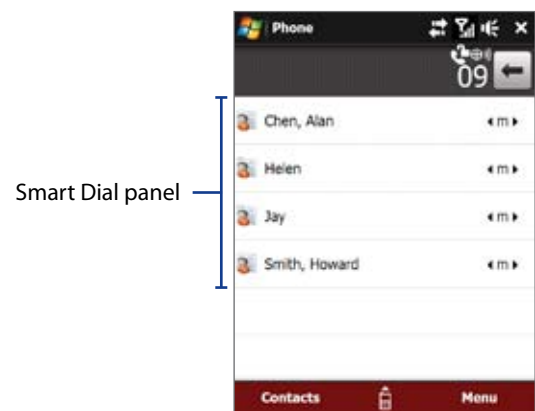 Phone
09
Smart Dial panel
Chen, Alan m
Helen m
Jay m
Smith, Howard m
Contacts Menu